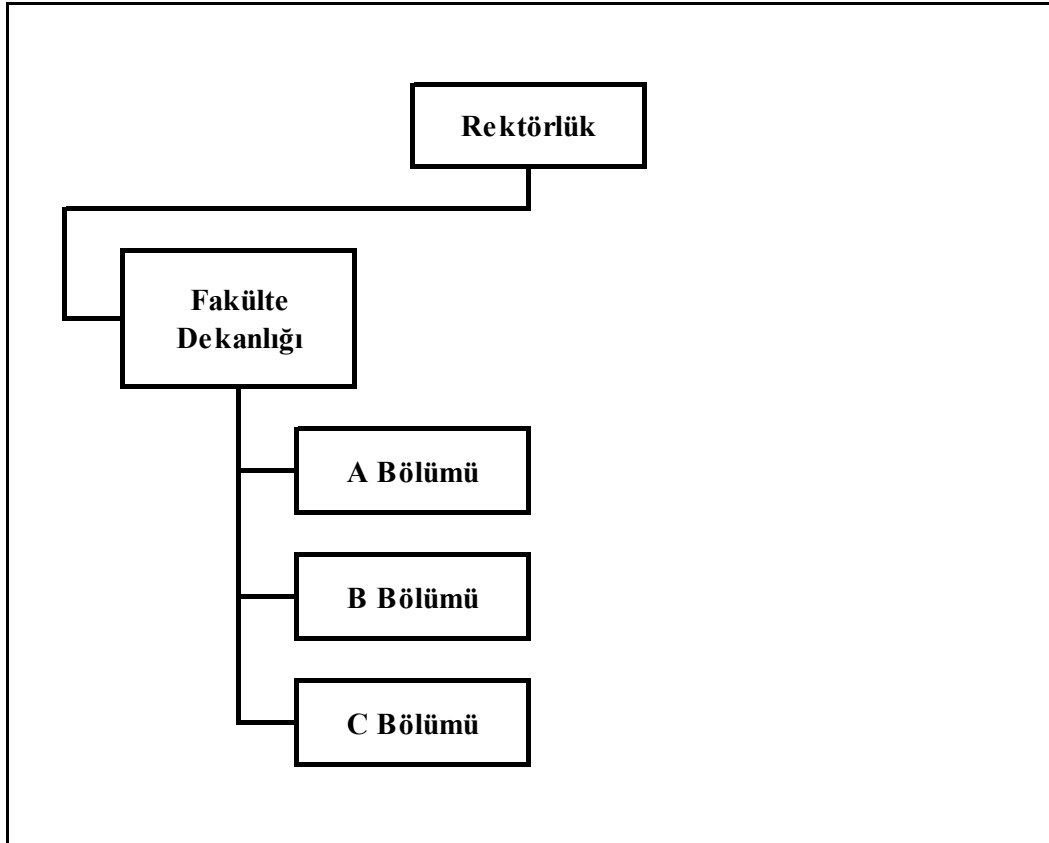 Rektörlük
Fakülte
Dekanlığı
A Bölümü
B Bölümü
C Bölümü